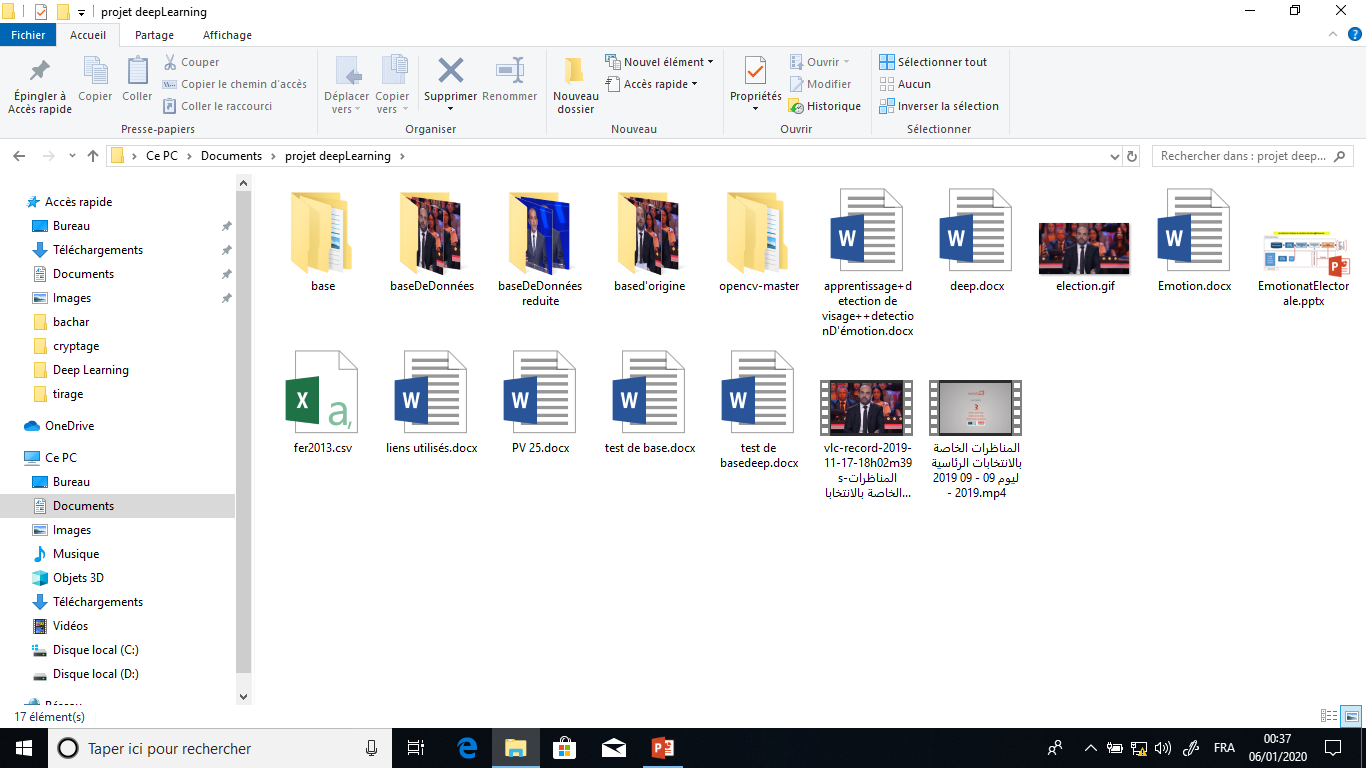 projet deepLearning
Fichier
Accueil
Partage
Affichage
Épingler à
Accès rapide
Copier
Coller
Couper
Copier le chemin d'accès
Coller le raccourci
Presse-papiers
Déplacer
vers
Copier
vers
Supprimer
Renommer
Organiser
Nouveau
dossier
Nouvel élément
Accès rapide
Nouveau
Propriétés
Ouvrir
Modifier
Historique
Ouvrir
Sélectionner tout
Aucun
Inverser la sélection
Sélectionner
Ce PC
Documents
projet deepLearning
Rechercher dans : projet deep...
Accès rapide
Bureau
Téléchargements
Documents
Images
bachar
cryptage
Deep Learning
tirage
OneDrive
Ce PC
Bureau
Documents
Images
Musique
Objets 3D
Téléchargements
Vidéos
Disque local (C:)
Disque local (D:)
Réseau
base
baseDeDonnées
baseDeDonnées
reduite
based'origine
opencv-master
apprentissage+d
etection de
visage++detectio
nD'émotion.docx
deep.docx
election.gif
Emotion.docx
EmotionatElector
ale.pptx
fer2013.csv
liens utilisés.docx
PV 25.docx
test de base.docx
test de
basedeep.docx
vlc-record-2019-
11-17-18h02m39
s-المناظرات
الخاصة بالانتخابا...
المناظرات الخاصة
بالانتخابات الرئاسية
ليوم 09 - 09 2019
- 2019.mp4
17 élément(s)
Taper ici pour rechercher
FRA
00:37
06/01/2020